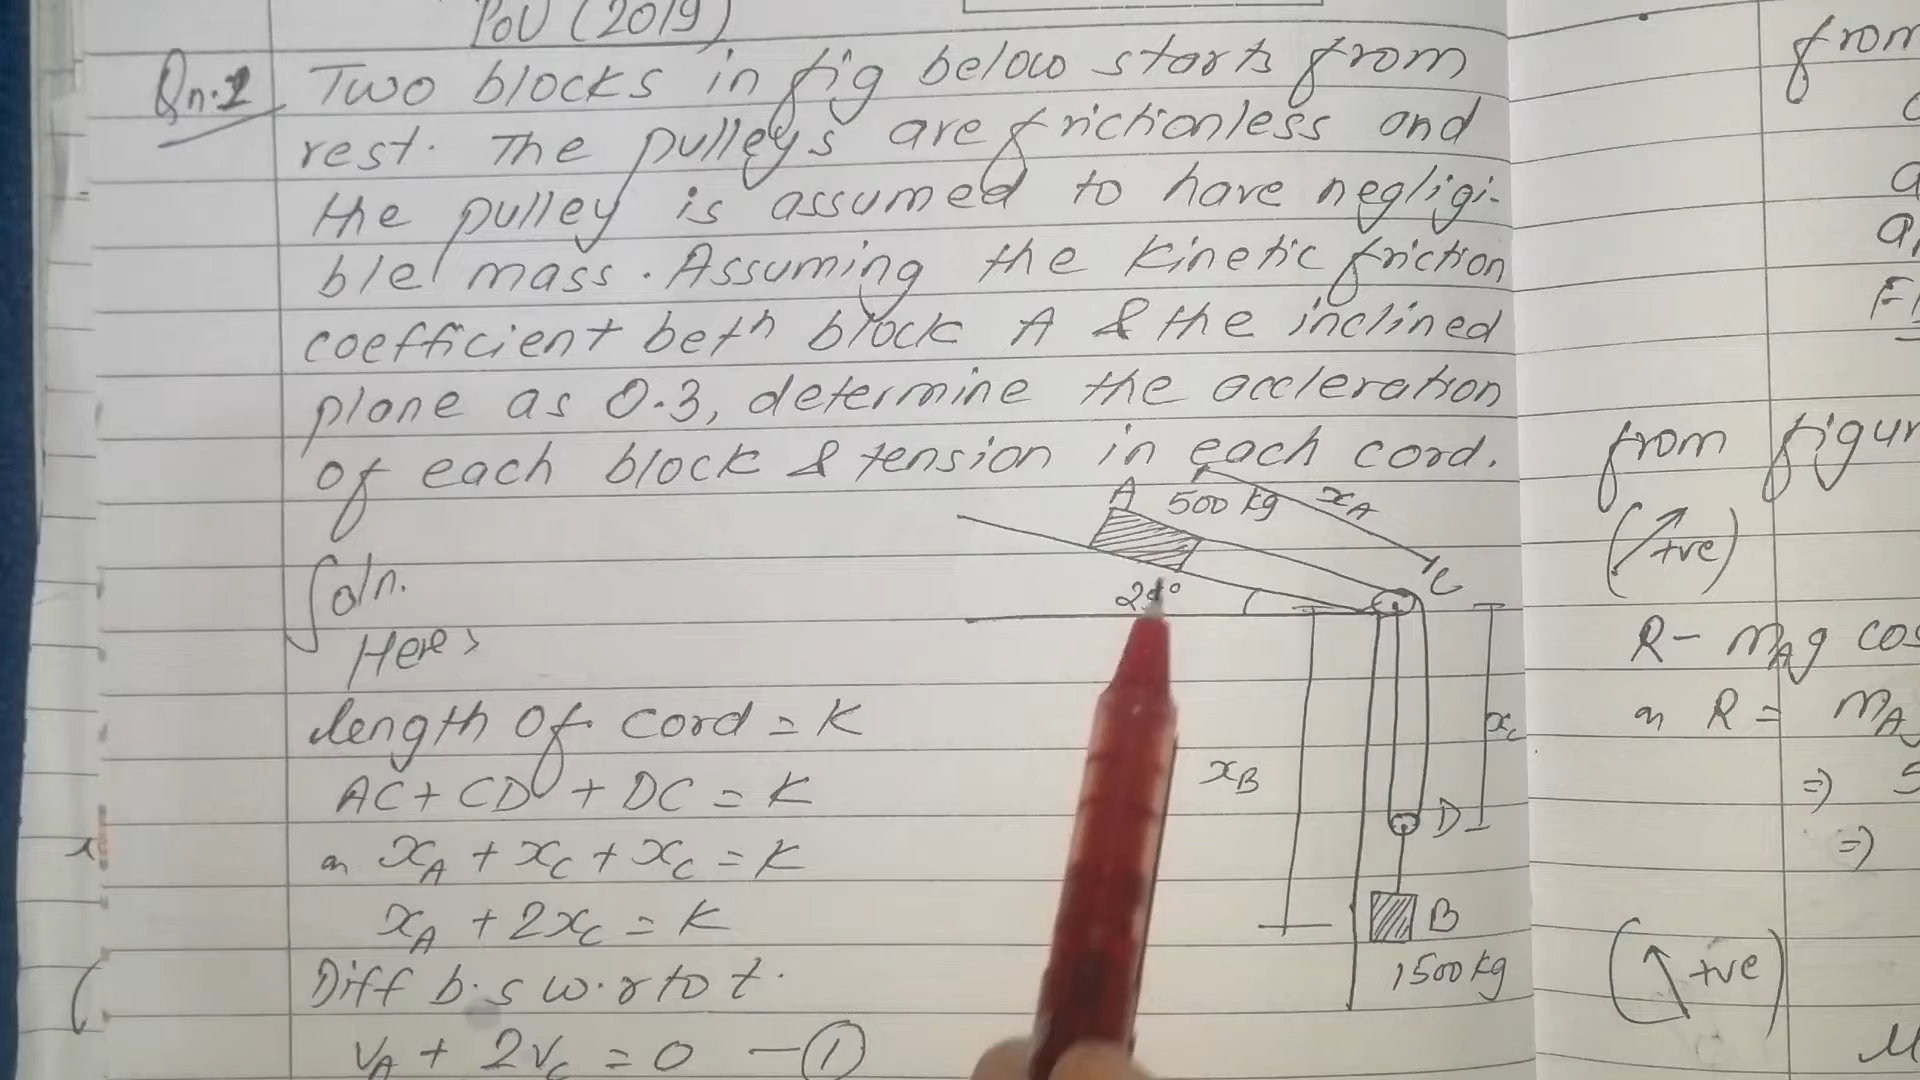 POU (2019)
Qn.1 Two blocks in fig below starts from
rest. The pulleys are frictionless and
the pulley is assumed to have negligi-
ble mass. Assuming the kinetic friction
coefficient betn block A & the inclined
plane as 0.3, determine the accleration
of each block & tension in each cord.
A 500 kg xA
C
Soln.
Here,
length of cord = K
AC + CD + DC = K
xA + xC + xC = K
xA + 2xC = K
Diff b.s w.r to t.
vA + 2vC = 0 — ①
xB
xC
D
B
1500 kg
from
from figur
(↗ +ve)
R - mAg cos
R = mA
=> 5
=>
(↖ +ve)